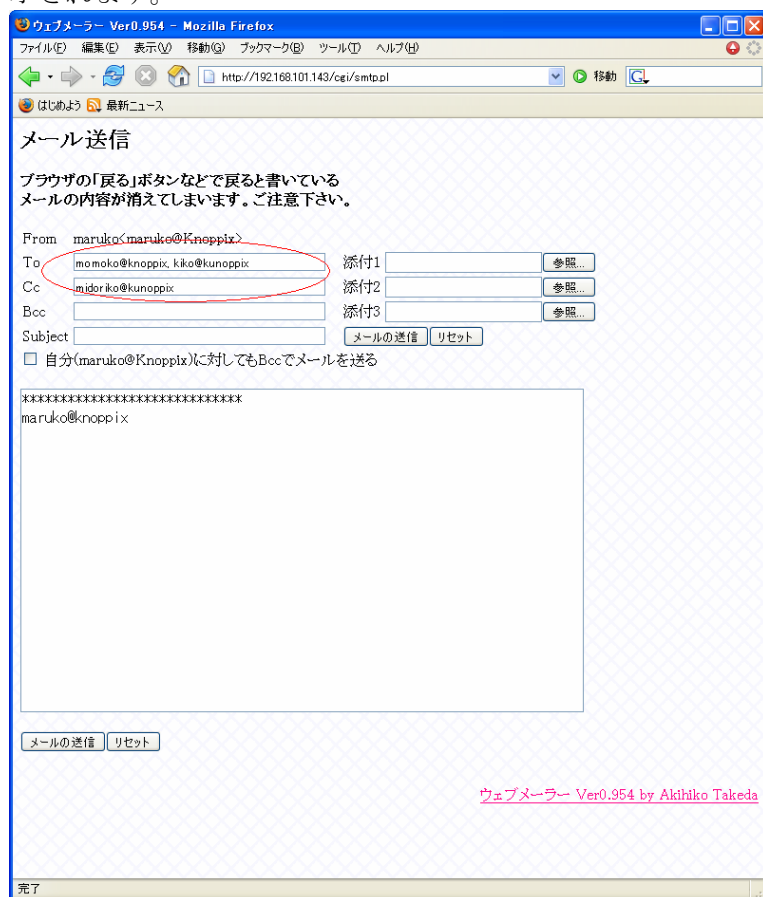 示されます。
ウェブメーラー Ver0.954 - Mozilla Firefox
ファイル(F) 編集(E) 表示(V) 移動(G) ブックマーク(B) ツール(T) ヘルプ(H)
http://192.168.101.143/cgi/smtp.pl 移動 G
はじめよう 最新ニュース
メール送信
ブラウザの「戻る」ボタンなどで戻ると書いている
メールの内容が消えてしまいます。ご注意下さい。
From maruko<maruko@Knoppix>
To momoko@knoppix, kiko@kunoppix 添付1 参照...
Cc midoriko@kunoppix 添付2 参照...
Bcc 添付3 参照...
Subject メールの送信 リセット
自分(maruko@Knoppix)に対してもBccでメールを送る
****************************
maruko@knoppix
メールの送信 リセット
ウェブメーラー Ver0.954 by Akihiko Takeda
完了